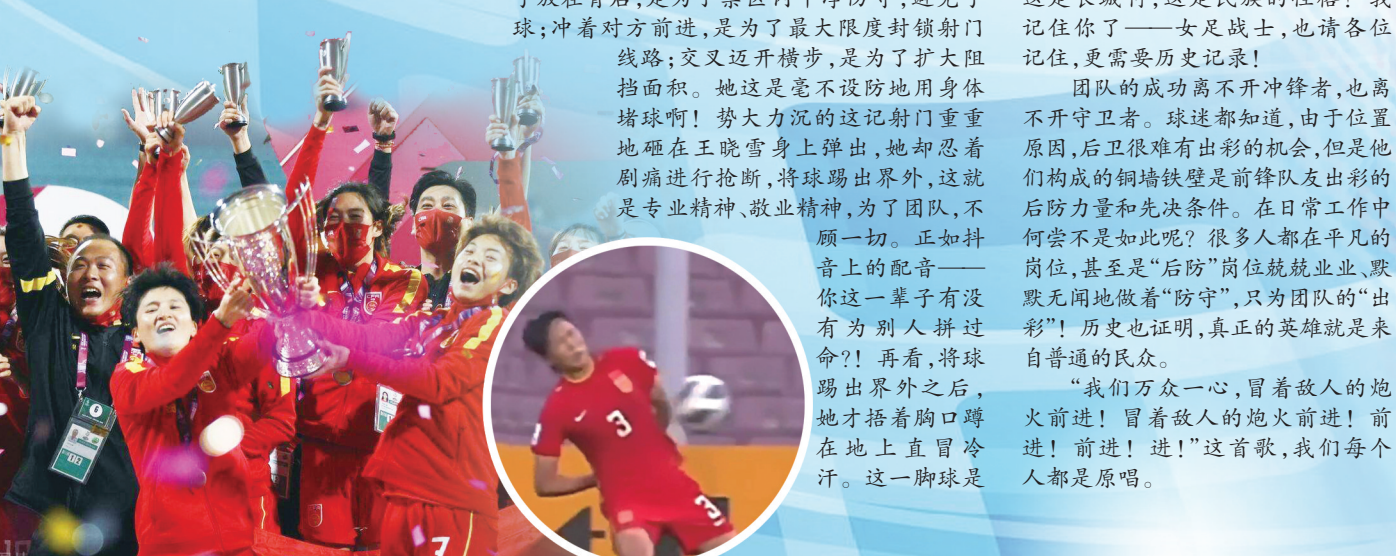 球;冲着对方前进,是为了最大限度封锁射门
线路;交叉迈开横步,是为了扩大阻
挡面积。她这是毫不设防地用身体
堵球啊!势大力沉的这记射门重重
地砸在王晓雪身上弹出,她却忍着
剧痛进行抢断,将球踢出界外,这就
是专业精神、敬业精神,为了团队,不
顾一切。正如抖
音上的配音——
你这一辈子有没
有为别人拼过
命?!再看,将球
踢出界外之后,
她才捂着胸口蹲
在地上直冒冷
汗。这一脚球是
记住你了——女足战士,也请各位
记住,更需要历史记录!
团队的成功离不开冲锋者,也离
不开守卫者。球迷都知道,由于位置
原因,后卫很难有出彩的机会,但是他
们构成的铜墙铁壁是前锋队友出彩的
后防力量和先决条件。在日常工作中
何尝不是如此呢?很多人都在平凡的
岗位,甚至是“后防”岗位兢兢业业、默
默无闻地做着“防守”,只为团队的“出
彩”!历史也证明,真正的英雄就是来
自普通的民众。
“我们万众一心,冒着敌人的炮
火前进!冒着敌人的炮火前进!前
进!前进!进!”这首歌,我们每个
人都是原唱。
3
3
7